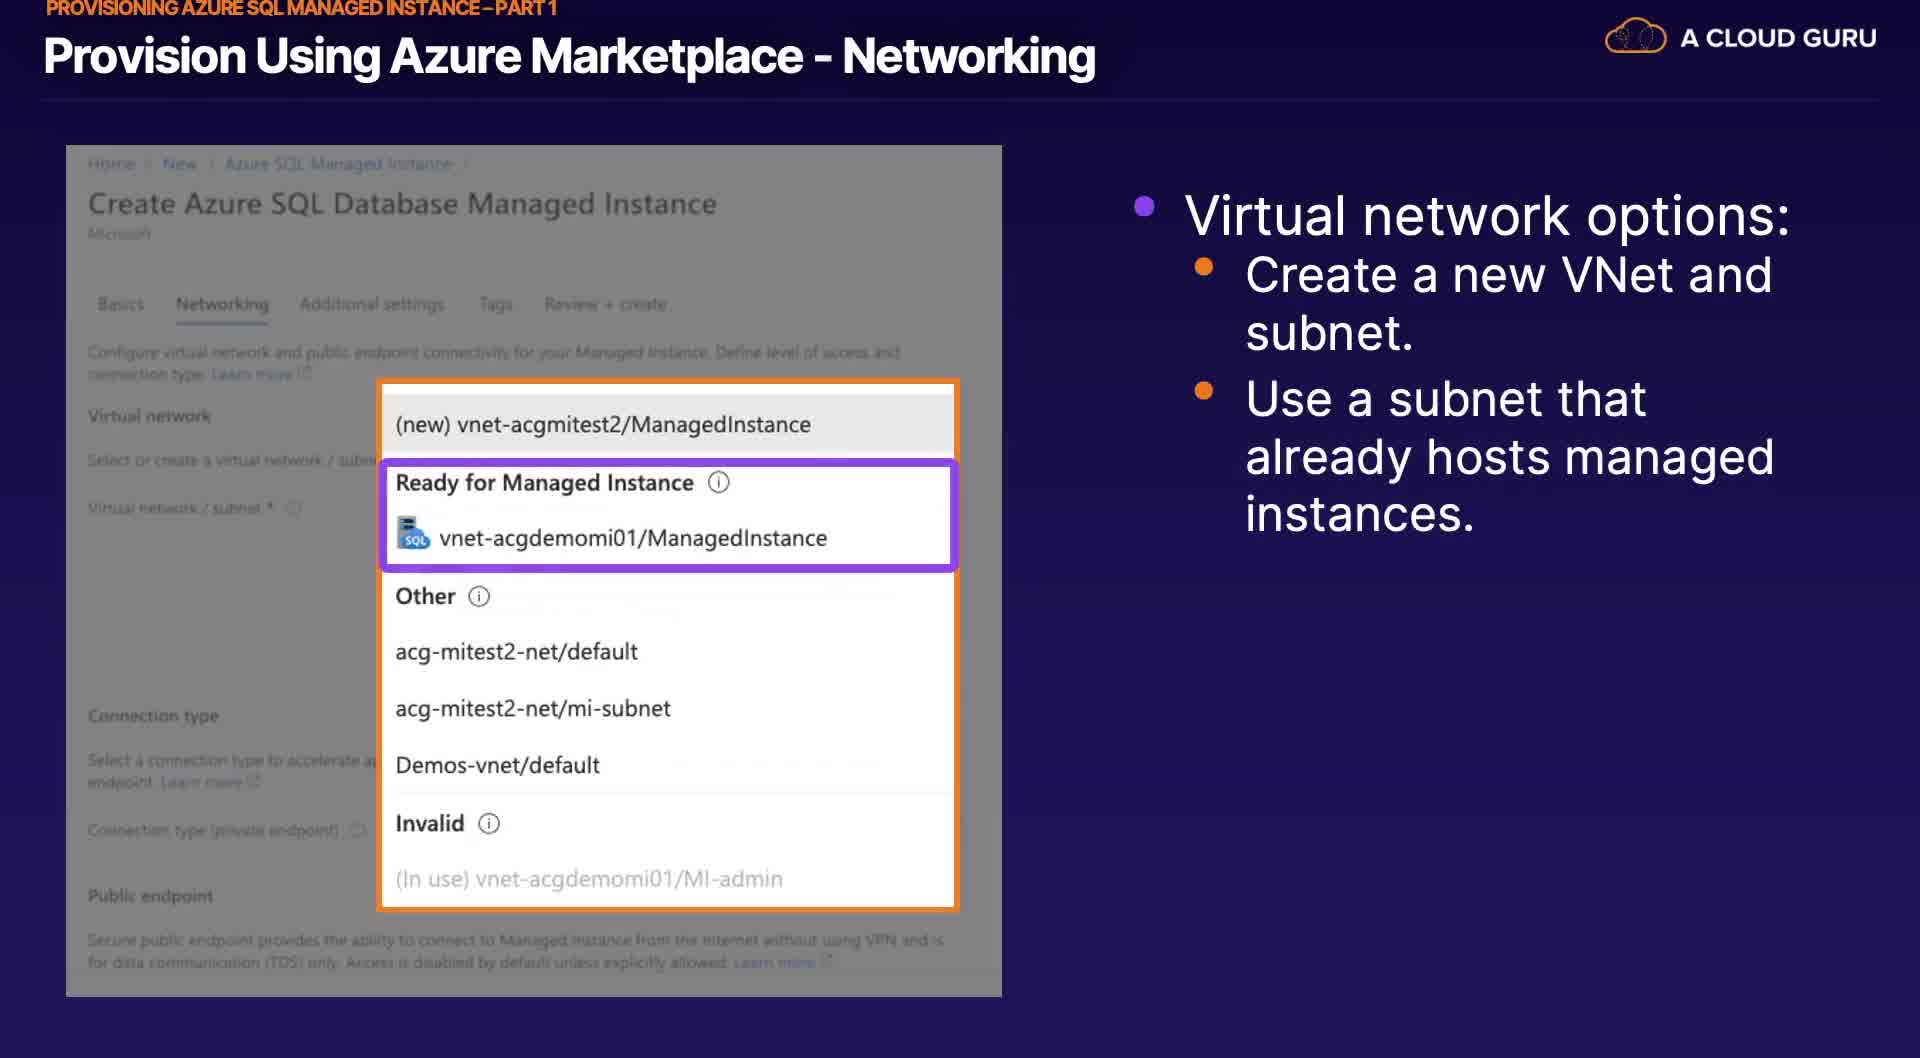 PROVISIONING AZURE SQL MANAGED INSTANCE – PART 1
Provision Using Azure Marketplace - Networking
A CLOUD GURU
Home
New
Azure SQL Managed Instance
Create Azure SQL Database Managed Instance
Microsoft
Basics
Networking
Additional settings
Tags
Review + create
Configure virtual network and public endpoint connectivity for your Managed Instance. Define level of access and
connection type. Learn more
Virtual network
Select or create a virtual network / subn
Virtual network / subnet *
(new) vnet-acgmitest2/ManagedInstance
Ready for Managed Instance
SQL
vnet-acgdemomi01/ManagedInstance
Other
acg-mitest2-net/default
acg-mitest2-net/mi-subnet
Demos-vnet/default
Invalid
(In use) vnet-acgdemomi01/MI-admin
Connection type
Select a connection type to accelerate a
endpoint. Learn more
Connection type (private endpoint)
Public endpoint
Secure public endpoint provides the ability to connect to Managed Instance from the Internet without using VPN and is
for data communication (TDS) only. Access is disabled by default unless explicitly allowed. Learn more
Virtual network options:
Create a new VNet and
subnet.
Use a subnet that
already hosts managed
instances.